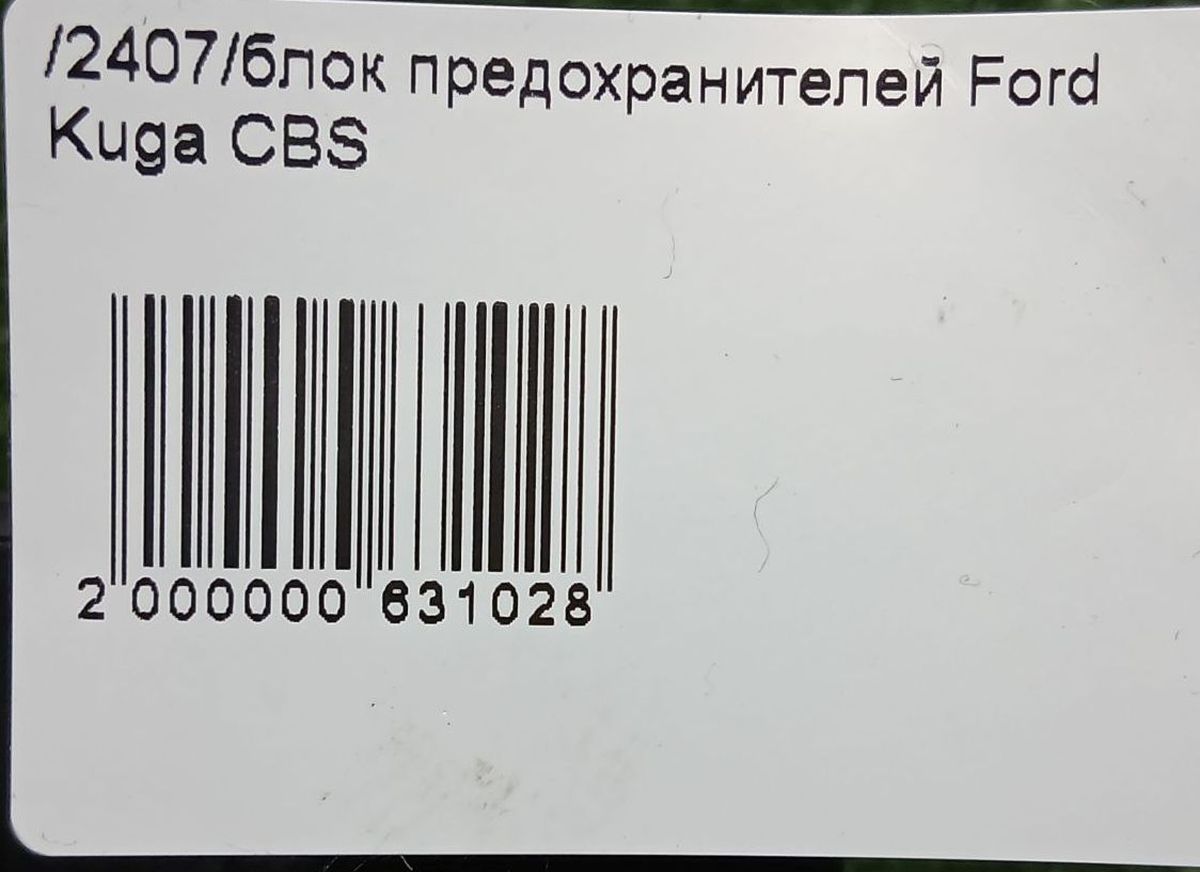 /2407/блок предохранителей Ford
Kuga CBS
2 000000 631028